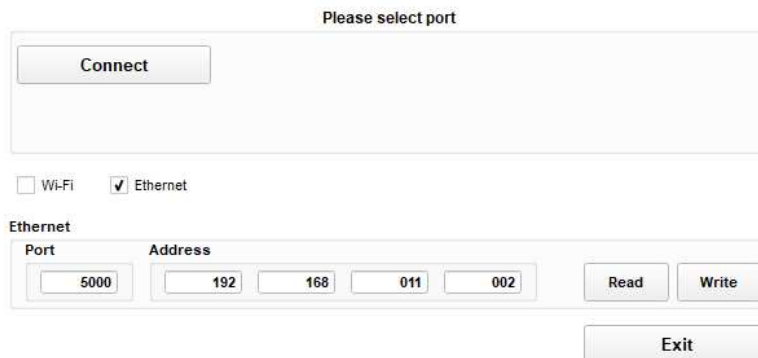 Please select port
Connect
Wi-Fi Ethernet
Ethernet
Port Address
5000 192 168 011 002 Read Write
Exit